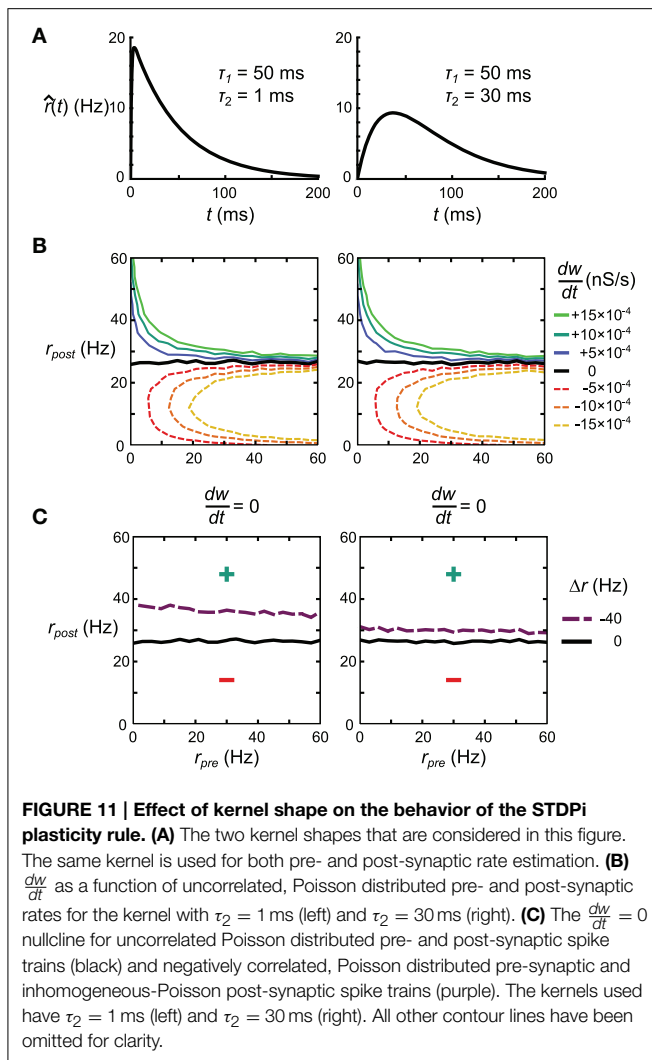 A
20
10
0
r̂(t) (Hz)
τ1 = 50 ms
τ2 = 1 ms
0 100 200
t (ms)
20
10
0
τ1 = 50 ms
τ2 = 30 ms
0 100 200
t (ms)
B
60
40
20
0
rpost (Hz)
0 20 40 60
60
40
20
0
0 20 40 60
dw/dt (nS/s)
+15×10⁻⁴
+10×10⁻⁴
+5×10⁻⁴
0
-5×10⁻⁴
-10×10⁻⁴
-15×10⁻⁴
C
dw/dt = 0
60
40
20
0
rpost (Hz)
+
−
0 20 40 60
rpre (Hz)
dw/dt = 0
60
40
20
0
+
−
0 20 40 60
rpre (Hz)
Δr (Hz)
-40
0
FIGURE 11 | Effect of kernel shape on the behavior of the STDPi
plasticity rule. (A) The two kernel shapes that are considered in this figure.
The same kernel is used for both pre- and post-synaptic rate estimation. (B)
dw/dt as a function of uncorrelated, Poisson distributed pre- and post-synaptic
rates for the kernel with τ2 = 1 ms (left) and τ2 = 30 ms (right). (C) The dw/dt = 0
nullcline for uncorrelated Poisson distributed pre- and post-synaptic spike
trains (black) and negatively correlated, Poisson distributed pre-synaptic and
inhomogeneous-Poisson post-synaptic spike trains (purple). The kernels used
have τ2 = 1 ms (left) and τ2 = 30 ms (right). All other contour lines have been
omitted for clarity.